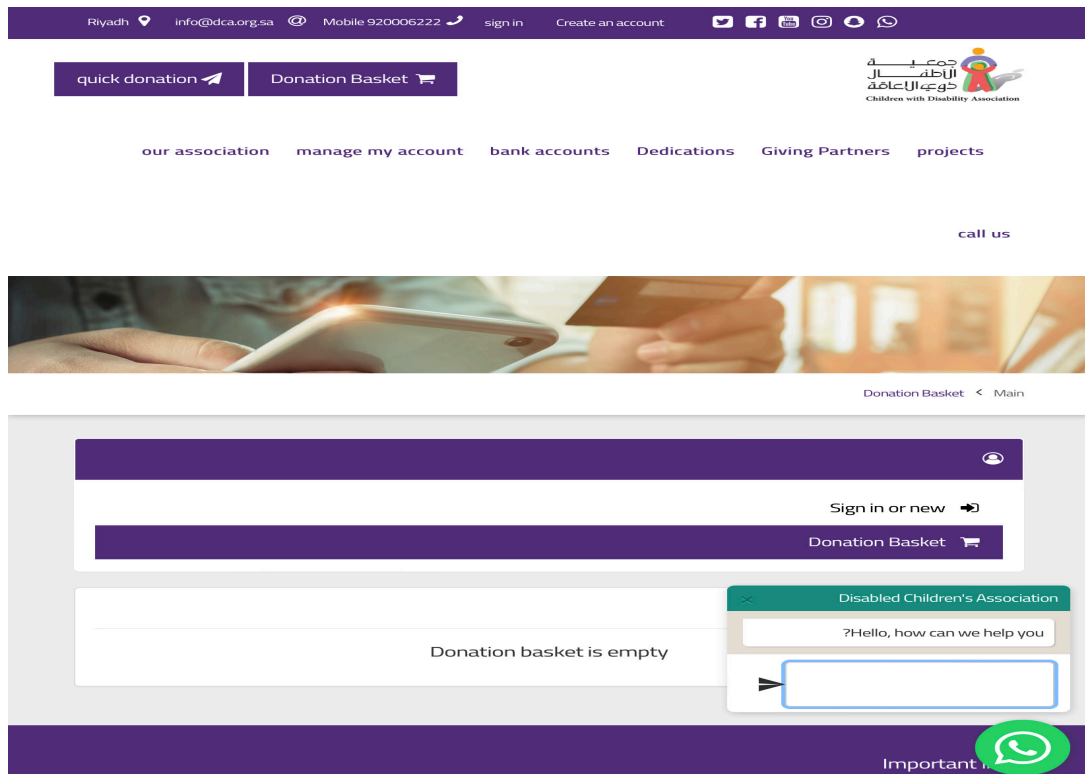 Riyadh info@dca.org.sa Mobile 920006222 sign in Create an account
quick donation Donation Basket
جمعية
الأطفال
ذوي الإعاقة
Children with Disability Association
our association manage my account bank accounts Dedications Giving Partners projects
call us
Donation Basket < Main
Sign in or new
Donation Basket
Disabled Children's Association
?Hello, how can we help you
Donation basket is empty
Important